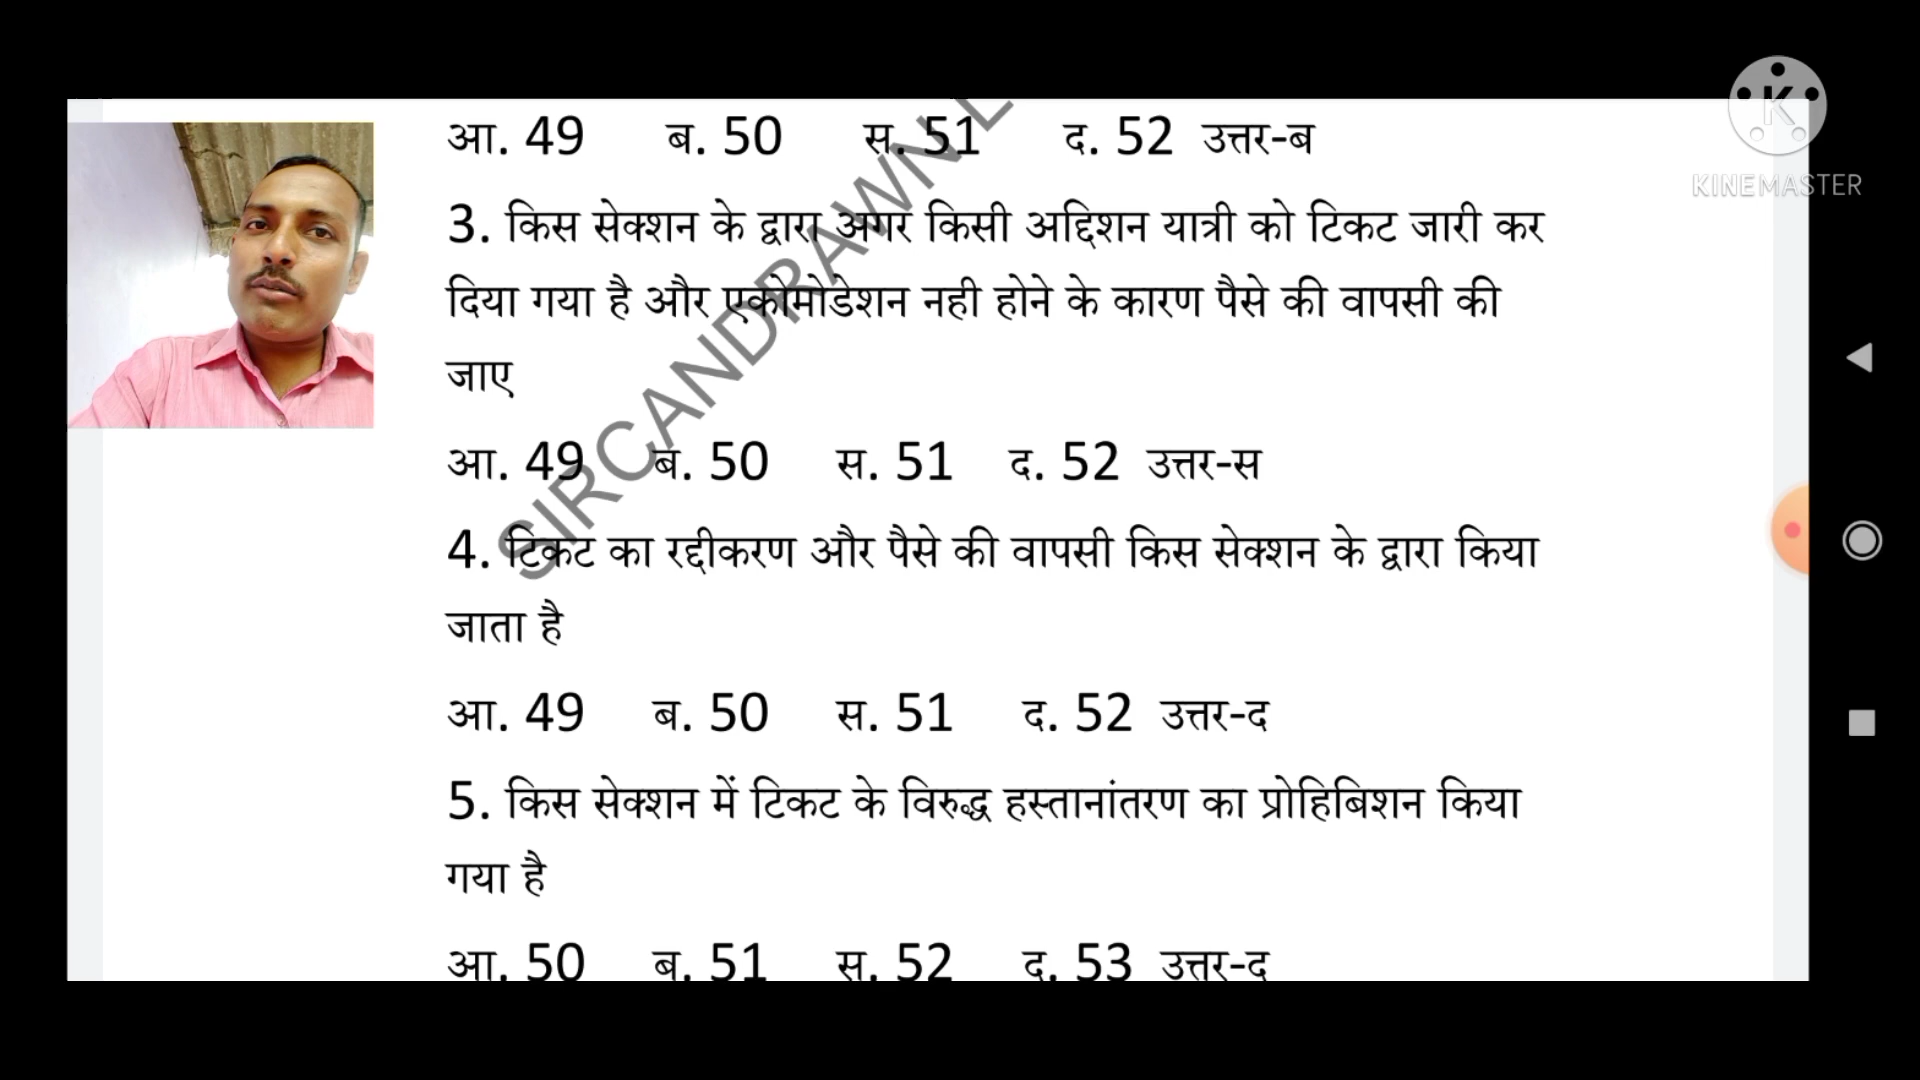 आ. 49 ब. 50 स. 51 द. 52 उत्तर-ब
KINEMASTER
3. किस सेक्शन के द्वारा अगर किसी अद्दिशन यात्री को टिकट जारी कर
दिया गया है और एकोमोडेशन नही होने के कारण पैसे की वापसी की
जाए
आ. 49 ब. 50 स. 51 द. 52 उत्तर-स
4. टिकट का रद्दीकरण और पैसे की वापसी किस सेक्शन के द्वारा किया
जाता है
आ. 49 ब. 50 स. 51 द. 52 उत्तर-द
5. किस सेक्शन में टिकट के विरुद्ध हस्तानांतरण का प्रोहिबिशन किया
गया है
आ. 50 ब. 51 स. 52 द. 53 उत्तर-द
SIRCANDRAWN